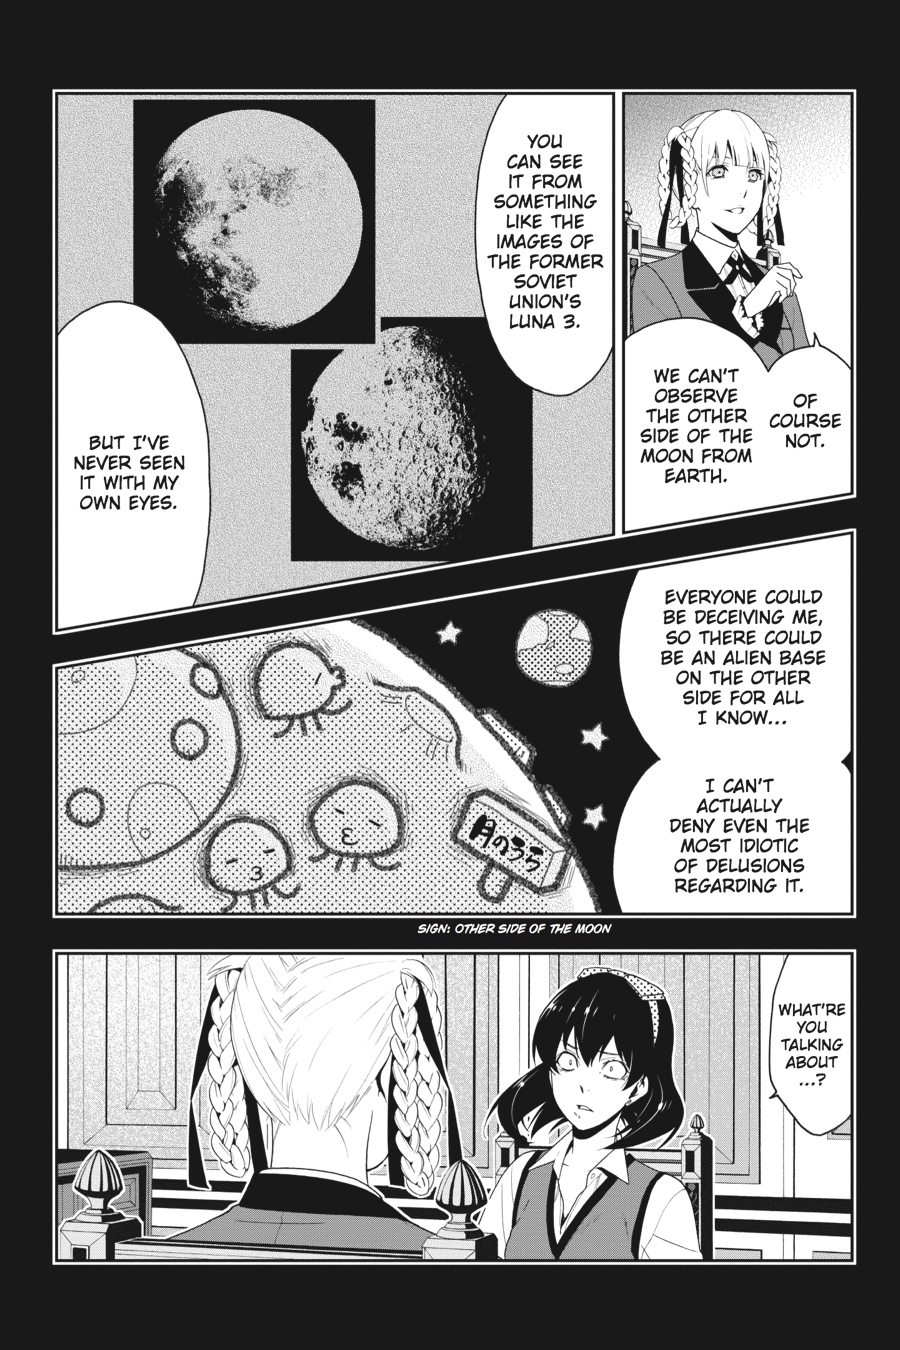 OF
COURSE
NOT.
WE CAN'T
OBSERVE
THE OTHER
SIDE OF THE
MOON FROM
EARTH.
YOU
CAN SEE
IT FROM
SOMETHING
LIKE THE
IMAGES OF
THE FORMER
SOVIET
UNION'S
LUNA 3.
BUT I'VE
NEVER SEEN
IT WITH MY
OWN EYES.
EVERYONE COULD
BE DECEIVING ME,
SO THERE COULD
BE AN ALIEN BASE
ON THE OTHER
SIDE FOR ALL
I KNOW...
I CAN'T
ACTUALLY
DENY EVEN THE
MOST IDIOTIC
OF DELUSIONS
REGARDING IT.
月のうら
SIGN: OTHER SIDE OF THE MOON
WHAT'RE
YOU
TALKING
ABOUT
...?